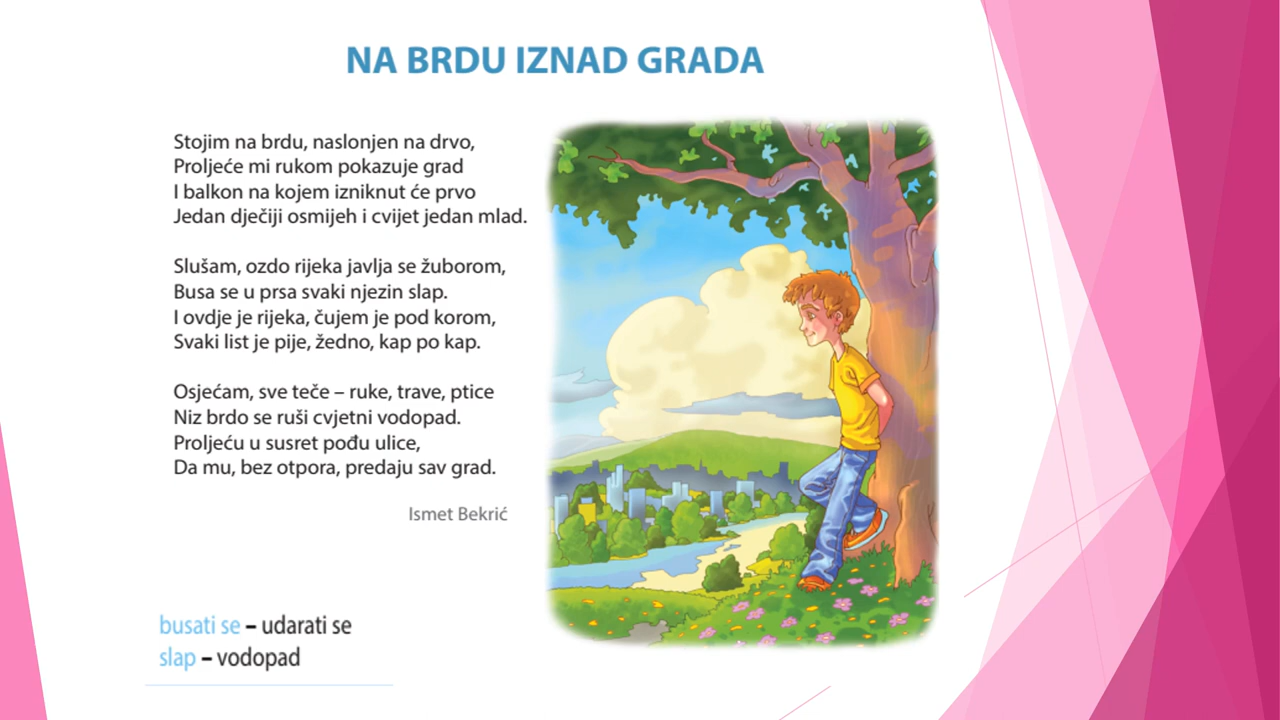 NA BRDU IZNAD GRADA
Stojim na brdu, naslonjen na drvo,
Proljeće mi rukom pokazuje grad
I balkon na kojem izniknut će prvo
Jedan dječiji osmijeh i cvijet jedan mlad.
Slušam, ozdo rijeka javlja se žuborom,
Busa se u prsa svaki njezin slap.
I ovdje je rijeka, čujem je pod korom,
Svaki list je pije, žedno, kap po kap.
Osjećam, sve teče – ruke, trave, ptice
Niz brdo se ruši cvjetni vodopad.
Proljeću u susret pođu ulice,
Da mu, bez otpora, predaju sav grad.
Ismet Bekrić
busati se – udarati se
slap – vodopad